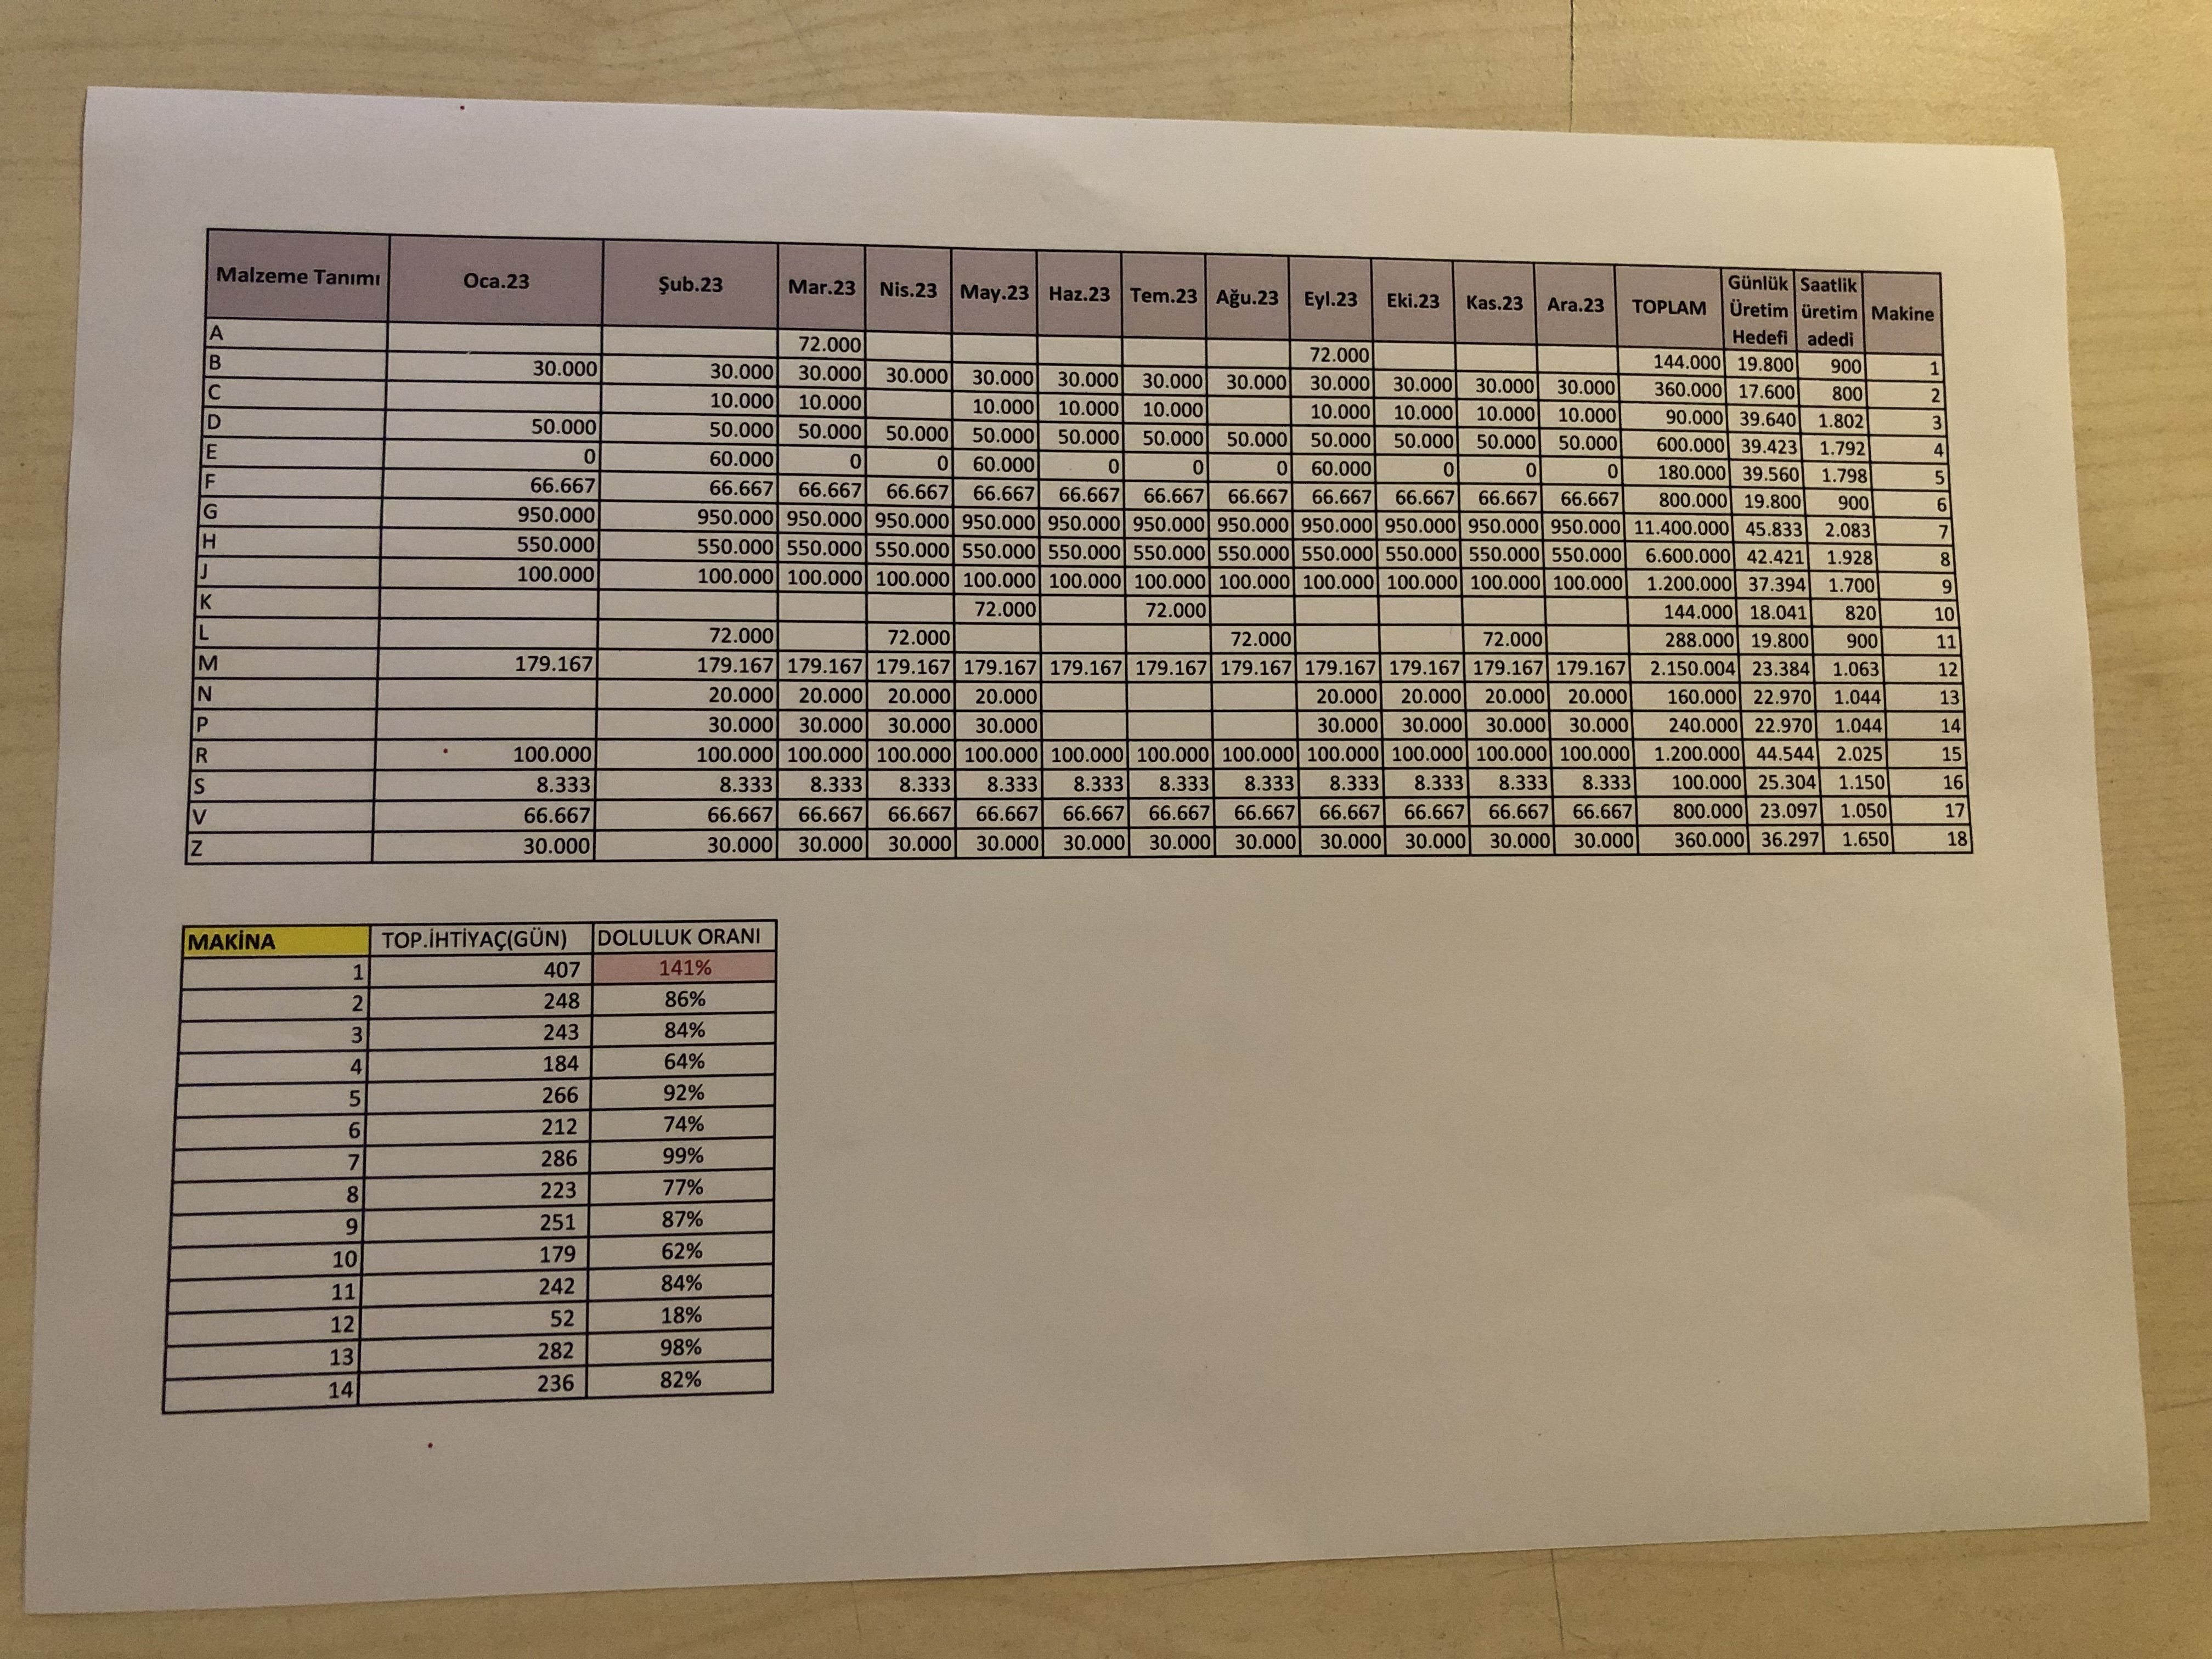 Malzeme Tanımı Oca.23 Şub.23 Mar.23 Nis.23 May.23 Haz.23 Tem.23 Ağu.23 Eyl.23 Eki.23 Kas.23 Ara.23 TOPLAM Günlük Üretim Hedefi Saatlik üretim adedi Makine
A 72.000 72.000 144.000 19.800 900 1
B 30.000 30.000 30.000 30.000 30.000 30.000 30.000 30.000 30.000 30.000 30.000 30.000 360.000 17.600 800 2
C 10.000 10.000 10.000 10.000 10.000 10.000 10.000 10.000 10.000 90.000 39.640 1.802 3
D 50.000 50.000 50.000 50.000 50.000 50.000 50.000 50.000 50.000 50.000 50.000 50.000 600.000 39.423 1.792 4
E 0 60.000 0 0 60.000 0 0 0 60.000 0 0 0 180.000 39.560 1.798 5
F 66.667 66.667 66.667 66.667 66.667 66.667 66.667 66.667 66.667 66.667 66.667 66.667 800.000 19.800 900 6
G 950.000 950.000 950.000 950.000 950.000 950.000 950.000 950.000 950.000 950.000 950.000 950.000 11.400.000 45.833 2.083 7
H 550.000 550.000 550.000 550.000 550.000 550.000 550.000 550.000 550.000 550.000 550.000 550.000 6.600.000 42.421 1.928 8
J 100.000 100.000 100.000 100.000 100.000 100.000 100.000 100.000 100.000 100.000 100.000 100.000 1.200.000 37.394 1.700 9
K 72.000 72.000 144.000 18.041 820 10
L 72.000 72.000 72.000 72.000 288.000 19.800 900 11
M 179.167 179.167 179.167 179.167 179.167 179.167 179.167 179.167 179.167 179.167 179.167 179.167 2.150.004 23.384 1.063 12
N 20.000 20.000 20.000 20.000 20.000 20.000 20.000 20.000 160.000 22.970 1.044 13
P 30.000 30.000 30.000 30.000 30.000 30.000 30.000 30.000 240.000 22.970 1.044 14
R 100.000 100.000 100.000 100.000 100.000 100.000 100.000 100.000 100.000 100.000 100.000 100.000 1.200.000 44.544 2.025 15
S 8.333 8.333 8.333 8.333 8.333 8.333 8.333 8.333 8.333 8.333 8.333 8.333 100.000 25.304 1.150 16
V 66.667 66.667 66.667 66.667 66.667 66.667 66.667 66.667 66.667 66.667 66.667 66.667 800.000 23.097 1.050 17
Z 30.000 30.000 30.000 30.000 30.000 30.000 30.000 30.000 30.000 30.000 30.000 30.000 360.000 36.297 1.650 18
MAKİNA TOP.İHTİYAÇ(GÜN) DOLULUK ORANI
1 407 141%
2 248 86%
3 243 84%
4 184 64%
5 266 92%
6 212 74%
7 286 99%
8 223 77%
9 251 87%
10 179 62%
11 242 84%
12 52 18%
13 282 98%
14 236 82%